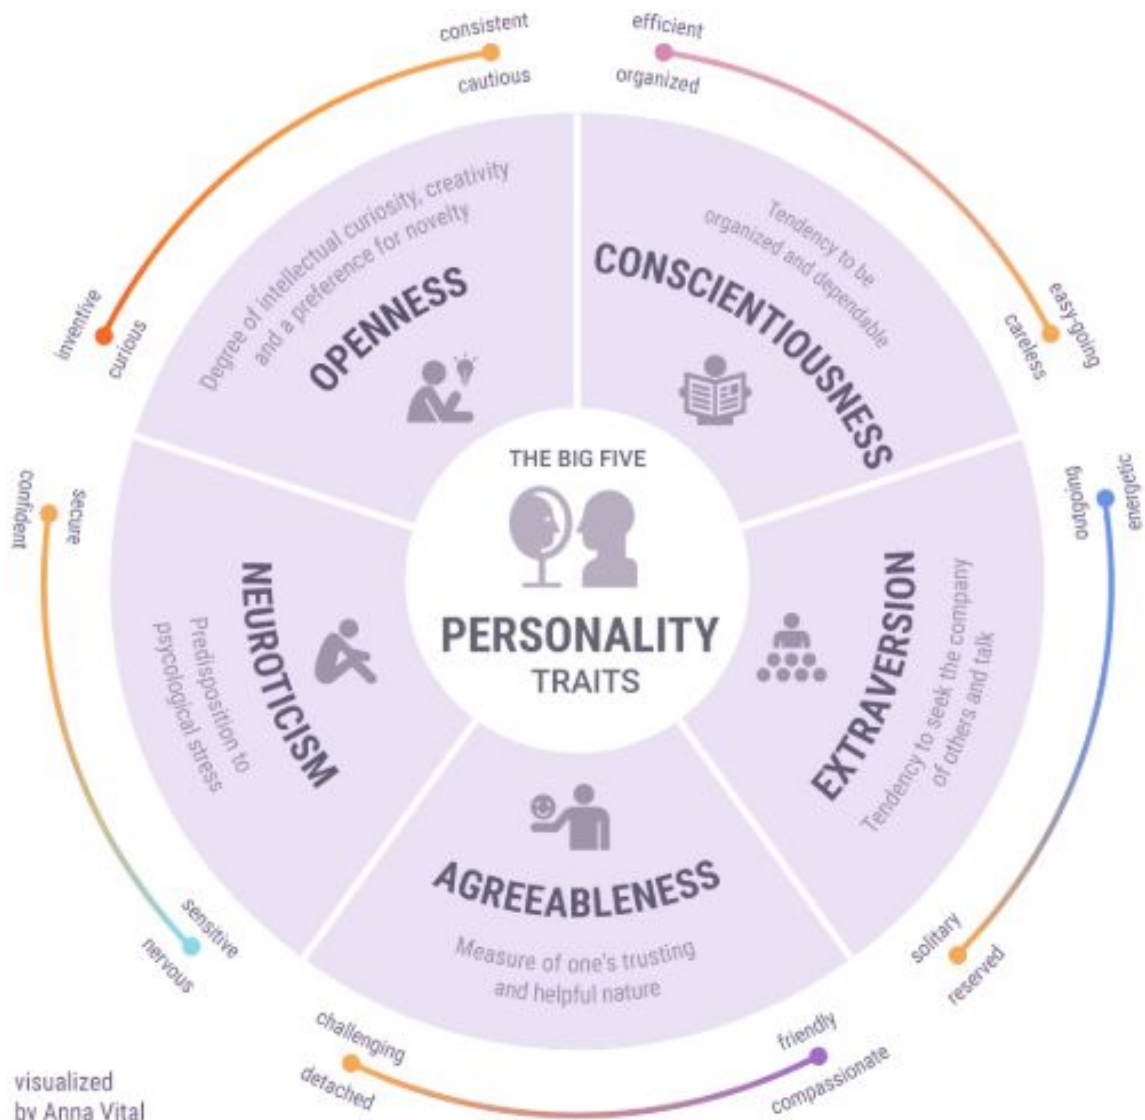 consistent
cautious
efficient
organized
inventive
curious
easy-going
careless
Degree of intellectual curiosity, creativity
and a preference for novelty
OPENNESS
Tendency to be
organized and dependable
CONSCIENTIOUSNESS
THE BIG FIVE
PERSONALITY
TRAITS
confident
secure
NEUROTICISM
Predisposition to
psycological stress
sensitive
nervous
energetic
outgoing
EXTRAVERSION
Tendency to seek the company
of others and talk
solitary
reserved
AGREEABLENESS
Measure of one's trusting
and helpful nature
challenging
detached
friendly
compassionate
visualized
by Anna Vital